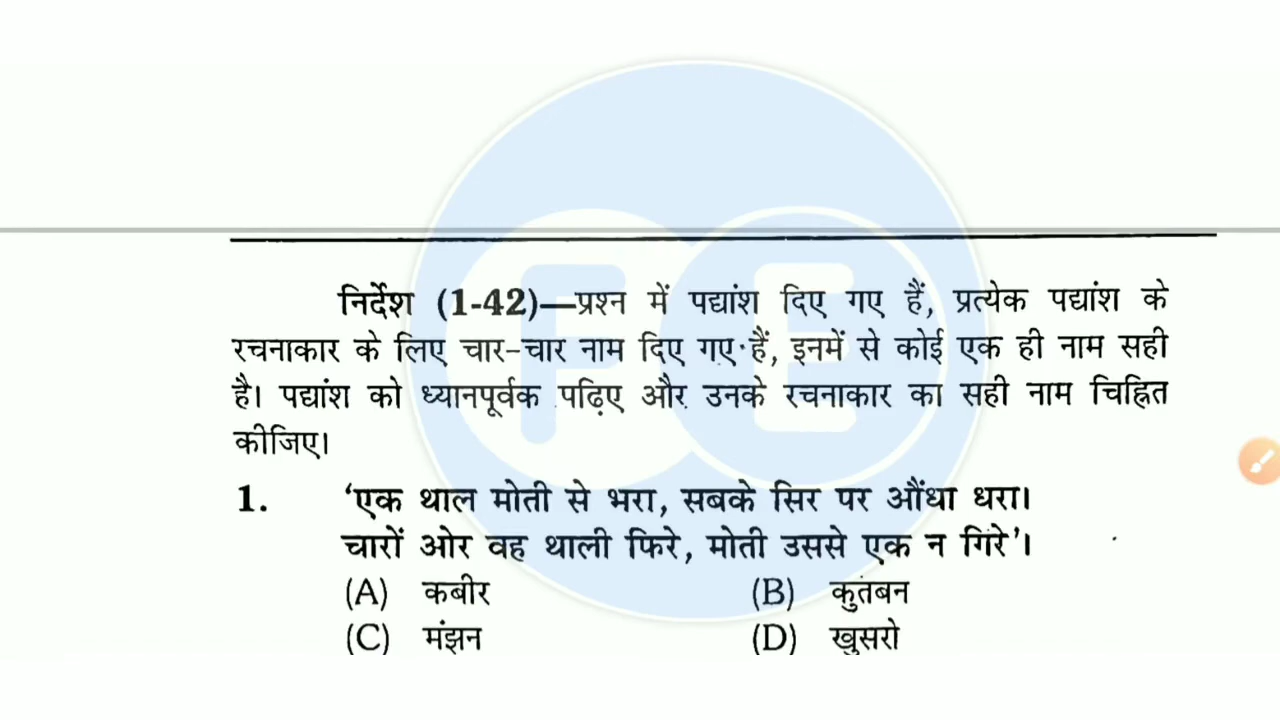 निर्देश (1-42)—प्रश्न में पद्यांश दिए गए हैं, प्रत्येक पद्यांश के
रचनाकार के लिए चार-चार नाम दिए गए हैं, इनमें से कोई एक ही नाम सही
है। पद्यांश को ध्यानपूर्वक पढ़िए और उनके रचनाकार का सही नाम चिह्नित
कीजिए।
1. 'एक थाल मोती से भरा, सबके सिर पर औंधा धरा।
चारों ओर वह थाली फिरे, मोती उससे एक न गिरे'।
(A) कबीर (B) कुतबन
(C) मंझन (D) खुसरो